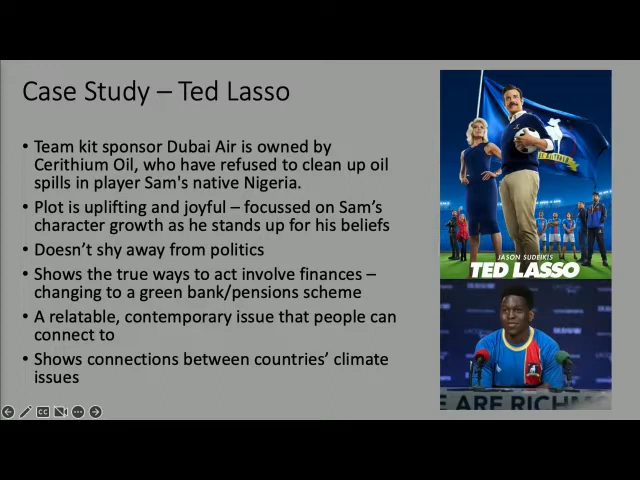 Case Study – Ted Lasso
• Team kit sponsor Dubai Air is owned by
Cerithium Oil, who have refused to clean up oil
spills in player Sam's native Nigeria.
• Plot is uplifting and joyful – focussed on Sam's
character growth as he stands up for his beliefs
• Doesn't shy away from politics
• Shows the true ways to act involve finances –
changing to a green bank/pensions scheme
• A relatable, contemporary issue that people can
connect to
• Shows connections between countries' climate
issues
JASON SUDEIKIS
TED LASSO
E ARE RICHM
CC